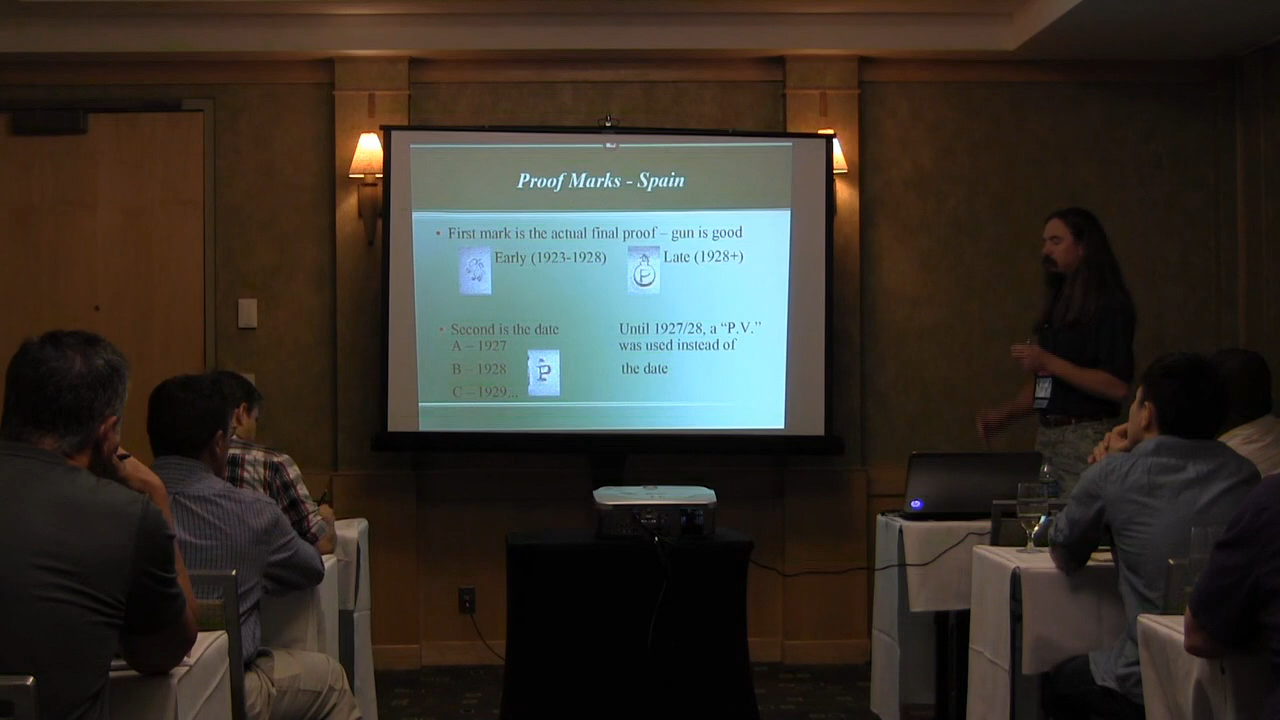 Proof Marks - Spain
• First mark is the actual final proof – gun is good
Early (1923-1928)
Late (1928+)
• Second is the date
A – 1927
B – 1928
C – 1929...
P
Until 1927/28, a “P.V.”
was used instead of
the date
hp